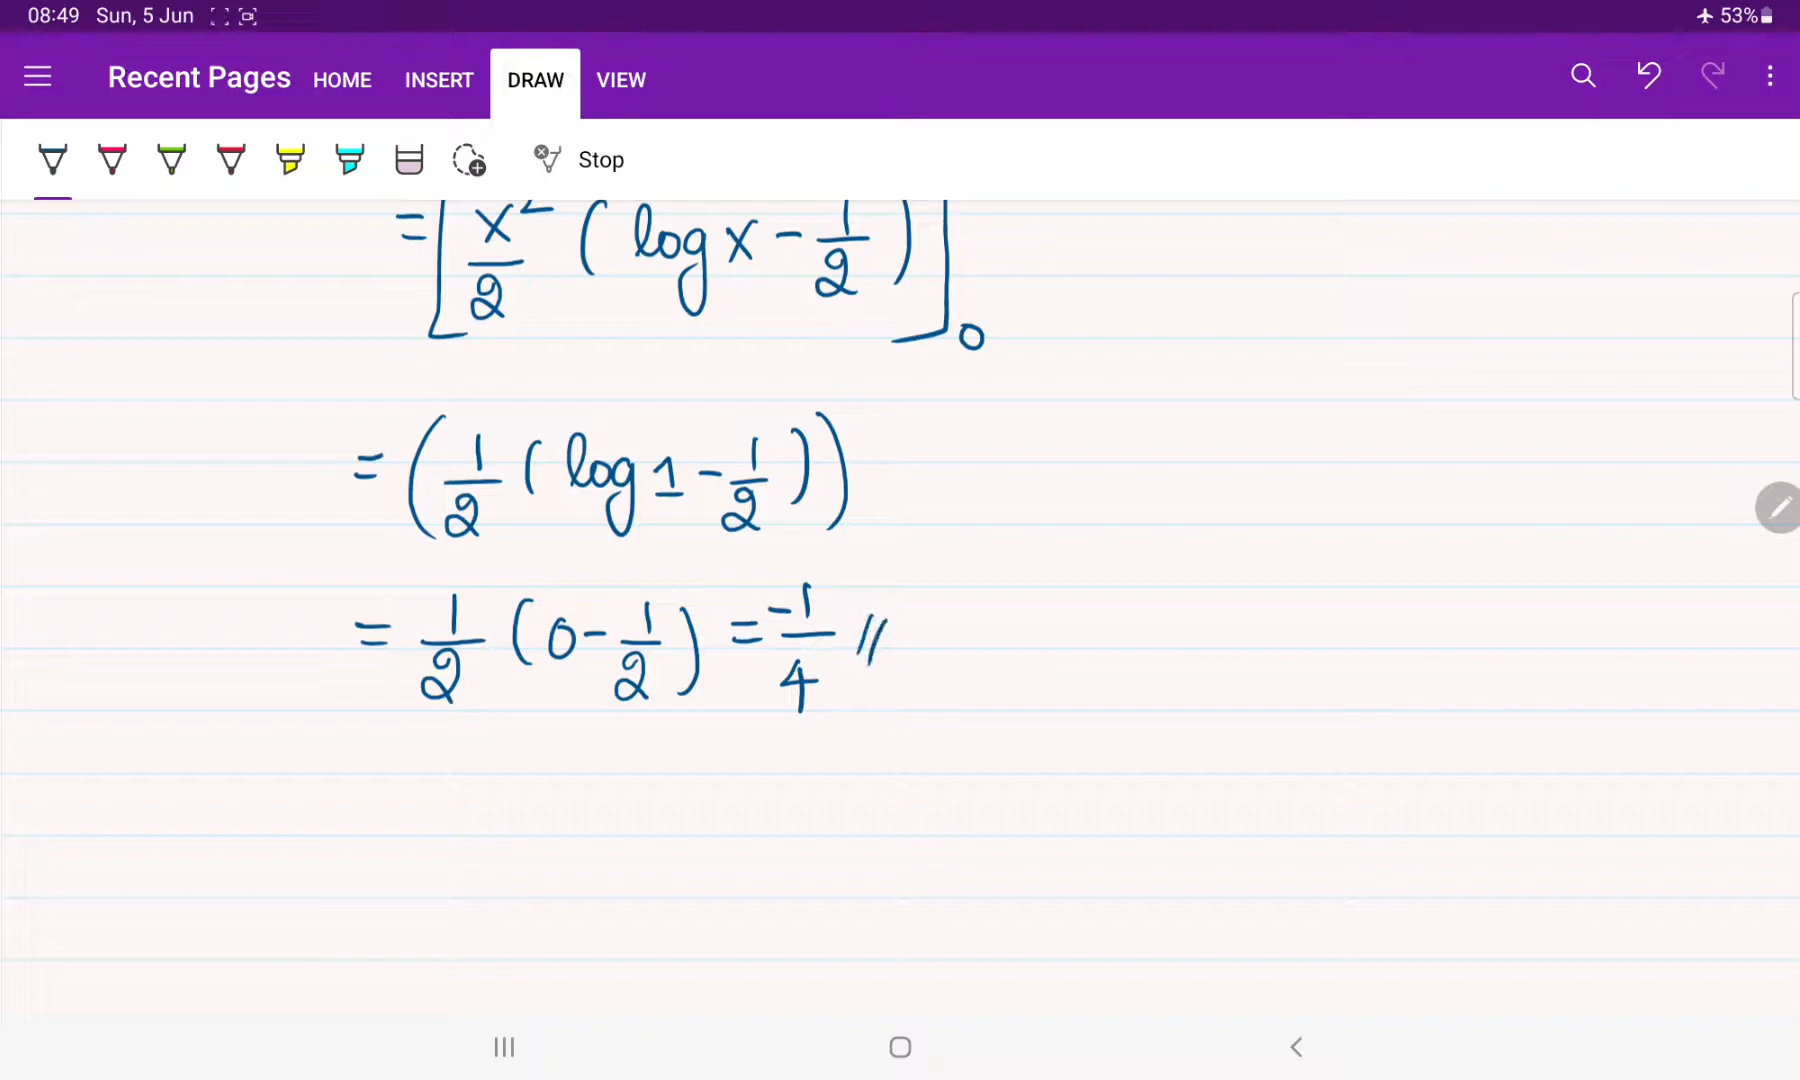 08:49 Sun, 5 Jun 53%
Recent Pages HOME INSERT DRAW VIEW
Stop
= [ x²/2 ( log x - 1/2 ) ]₀
= ( 1/2 ( log 1 - 1/2 ) )
= 1/2 ( 0 - 1/2 ) = -1/4 //